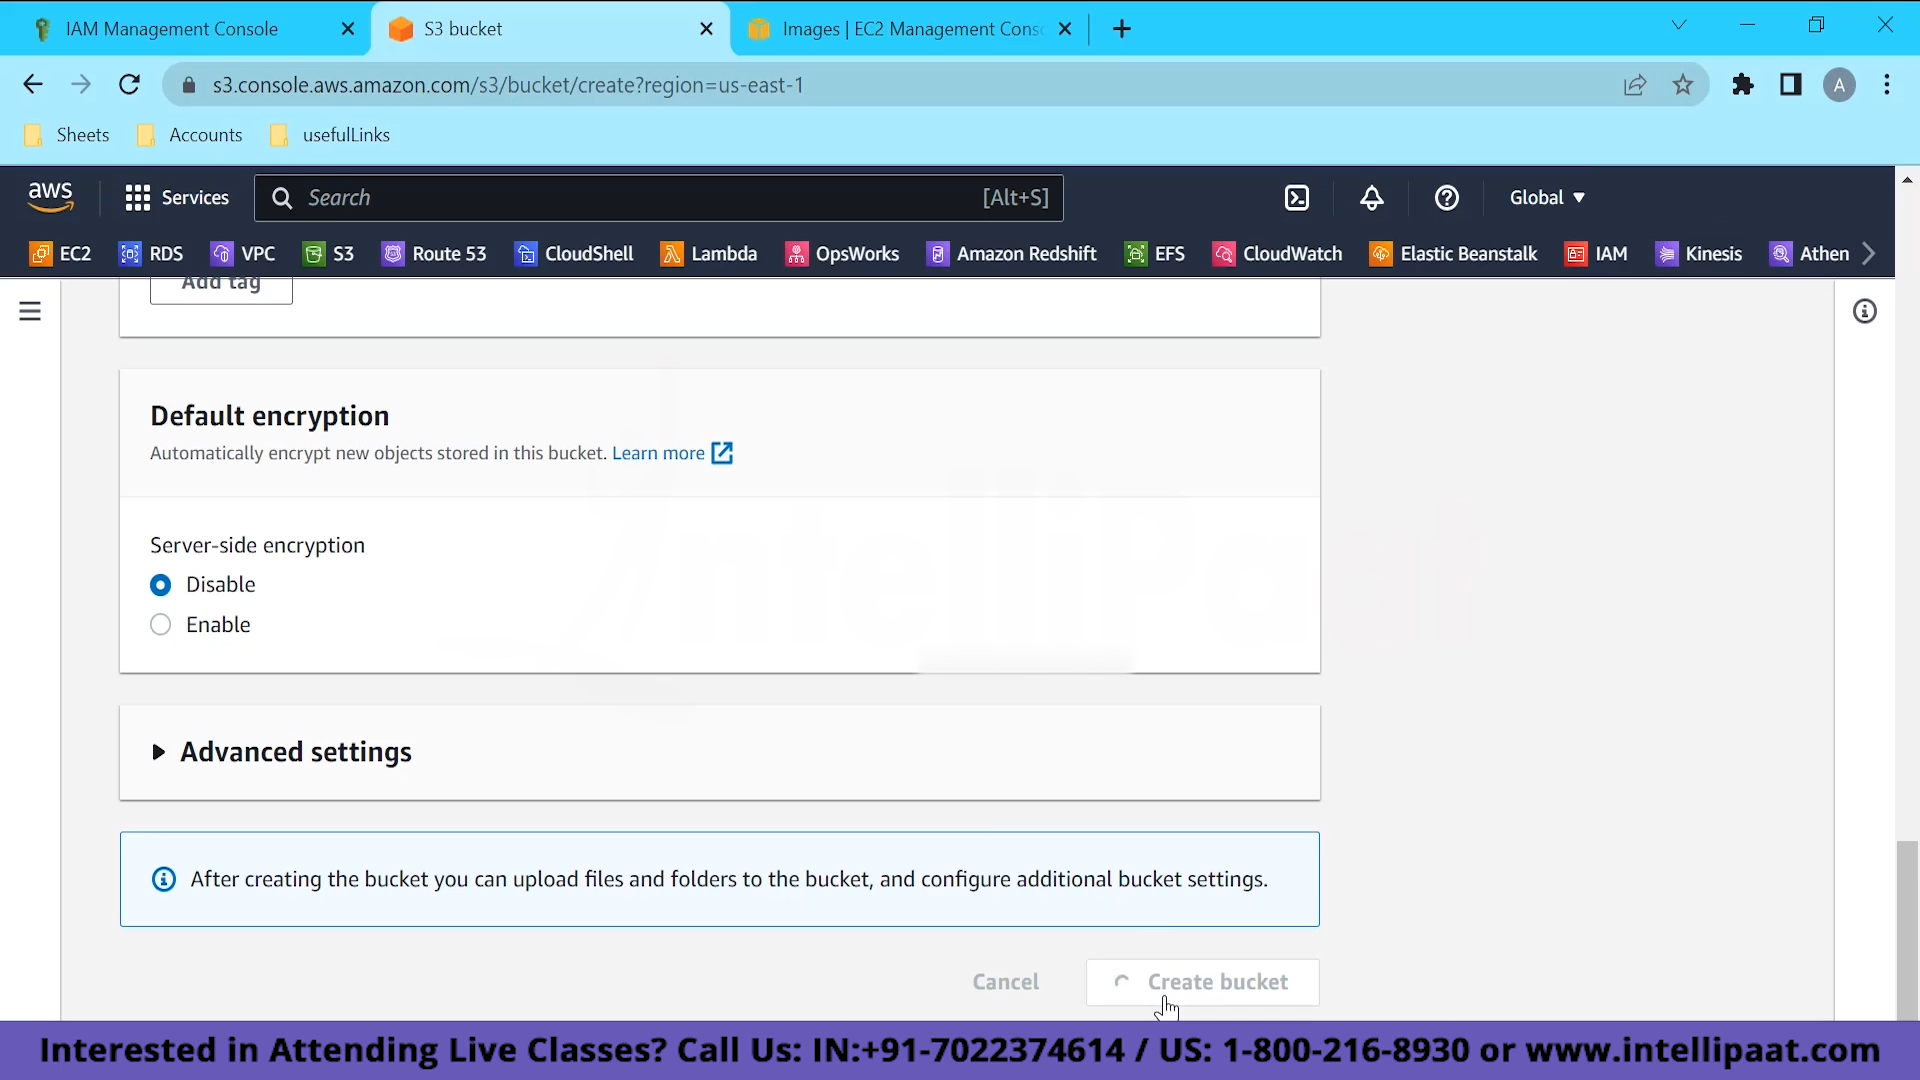 IAM Management Console
S3 bucket
Images | EC2 Management Cons
s3.console.aws.amazon.com/s3/bucket/create?region=us-east-1
A
Sheets
Accounts
usefulLinks
aws
Services
Search
[Alt+S]
Global
EC2
RDS
VPC
S3
Route 53
CloudShell
Lambda
OpsWorks
Amazon Redshift
EFS
CloudWatch
Elastic Beanstalk
IAM
Kinesis
Athen
Add tag
Default encryption
Automatically encrypt new objects stored in this bucket. Learn more
Server-side encryption
Disable
Enable
IntelliPaat
Advanced settings
After creating the bucket you can upload files and folders to the bucket, and configure additional bucket settings.
Cancel
Create bucket
Interested in Attending Live Classes? Call Us: IN:+91-7022374614 / US: 1-800-216-8930 or www.intellipaat.com